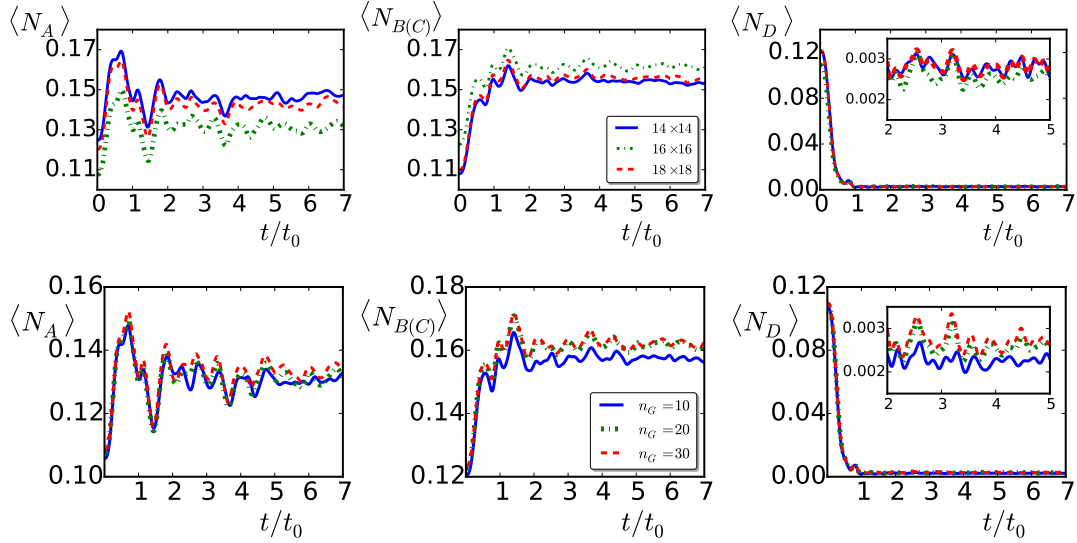 ⟨N_A⟩
0.17
0.15
0.13
0.11
0 1 2 3 4 5 6 7
t/t_0
⟨N_B(C)⟩
0.17
0.15
0.13
0.11
14×14
16×16
18×18
0 1 2 3 4 5 6 7
t/t_0
⟨N_D⟩
0.12
0.08
0.04
0.00
0.003
0.002
2 3 4 5
0 1 2 3 4 5 6 7
t/t_0
⟨N_A⟩
0.16
0.14
0.12
0.10
1 2 3 4 5 6 7
t/t_0
⟨N_B(C)⟩
0.18
0.16
0.14
0.12
n_G =10
n_G =20
n_G =30
1 2 3 4 5 6 7
t/t_0
⟨N_D⟩
0.12
0.08
0.04
0.00
0.003
0.002
2 3 4 5
1 2 3 4 5 6 7
t/t_0